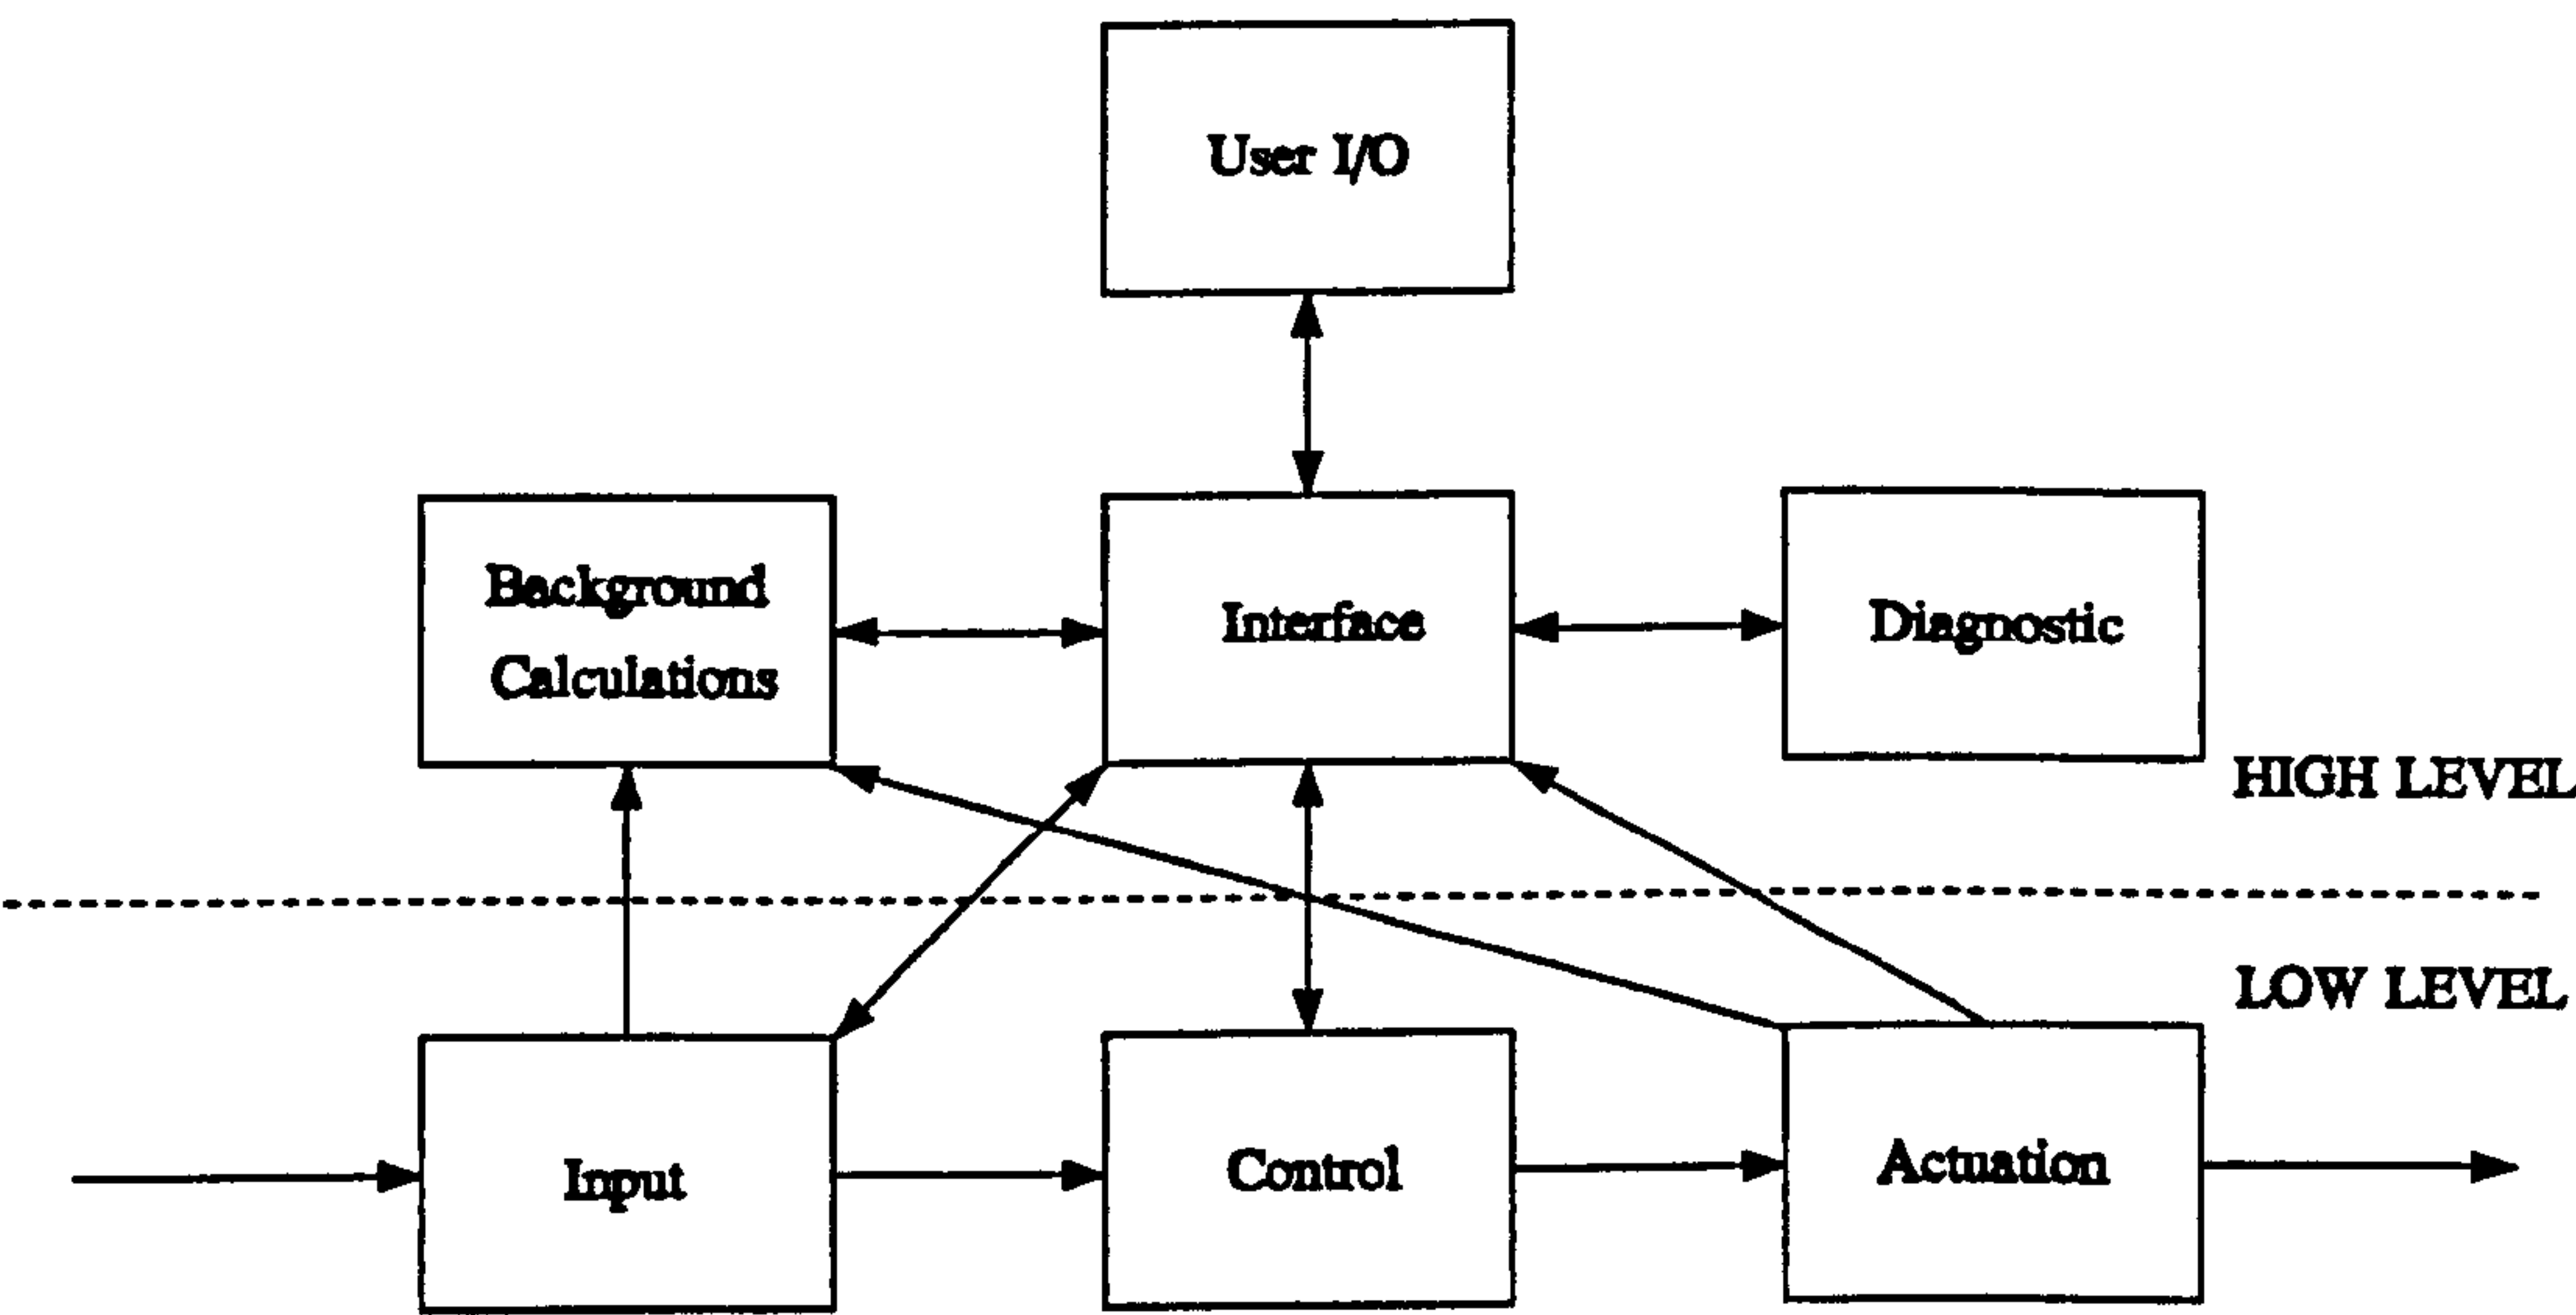 User I/O
Background
Calculations
Interface
Diagnostic
HIGH LEVEL
LOW LEVEL
Input
Control
Actuation